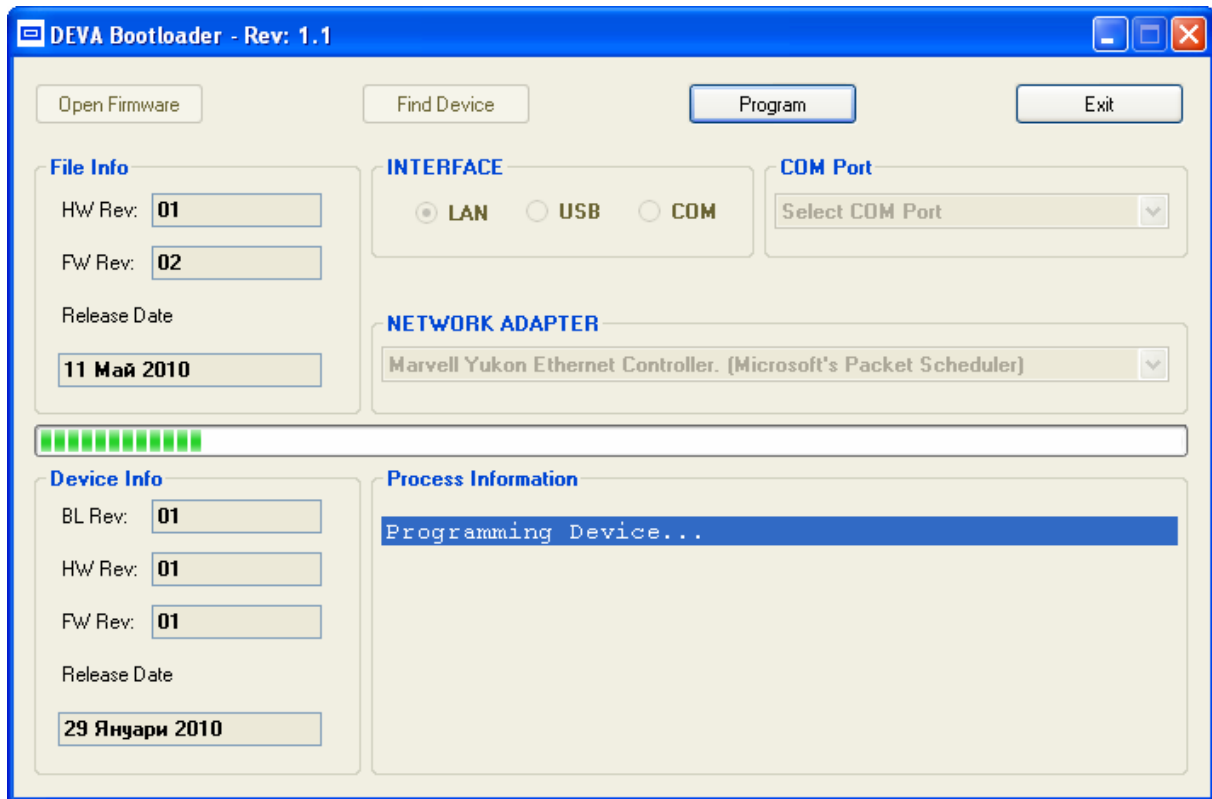 DEVA Bootloader - Rev: 1.1
Open Firmware
Find Device
Program
Exit
File Info
HW Rev: 01
FW Rev: 02
Release Date
11 Май 2010
INTERFACE
LAN USB COM
COM Port
Select COM Port
NETWORK ADAPTER
Marvell Yukon Ethernet Controller. (Microsoft's Packet Scheduler)
Device Info
BL Rev: 01
HW Rev: 01
FW Rev: 01
Release Date
29 Януари 2010
Process Information
Programming Device...